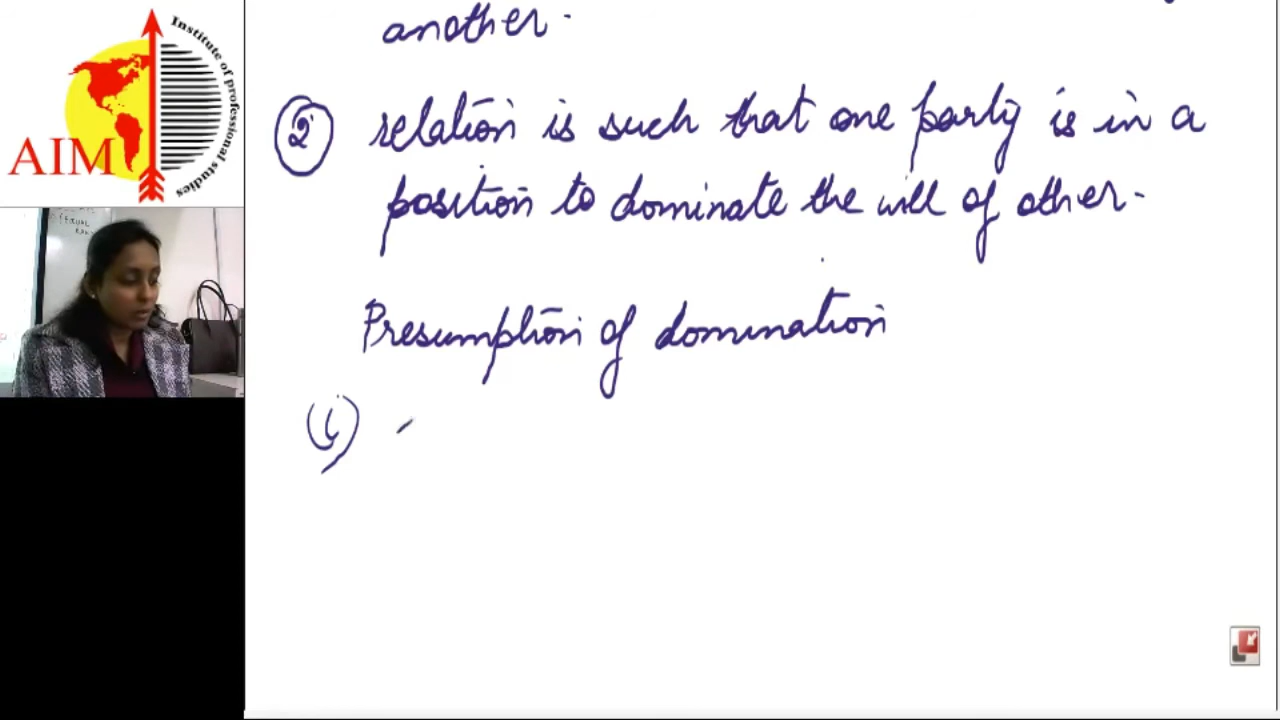 Institute of professional studies
AIM
another.
② relation is such that one party is in a
position to dominate the will of other.
Presumption of domination
(i)